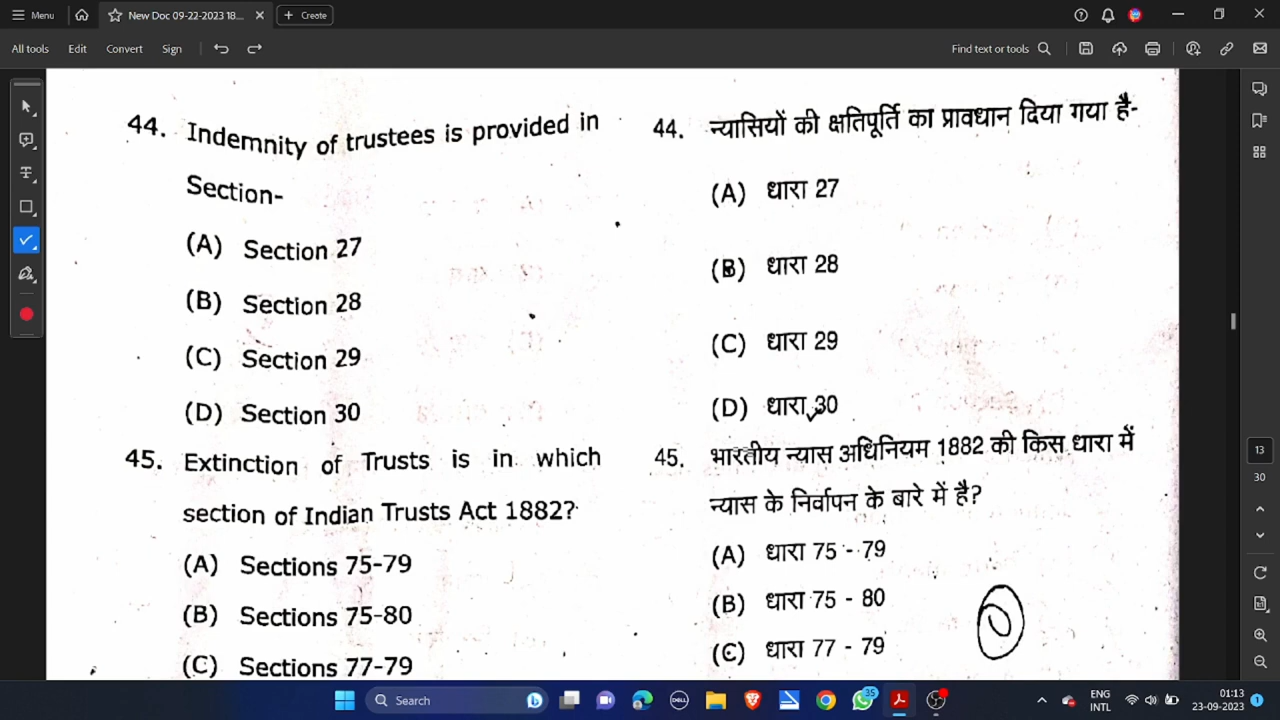 Menu
New Doc 09-22-2023 18...
Create
All tools Edit Convert Sign
Find text or tools
44. Indemnity of trustees is provided in
Section-
(A) Section 27
(B) Section 28
(C) Section 29
(D) Section 30
45. Extinction of Trusts is in which
section of Indian Trusts Act 1882?
(A) Sections 75-79
(B) Sections 75-80
(C) Sections 77-79
44. न्यासियों की क्षतिपूर्ति का प्रावधान दिया गया है-
(A) धारा 27
(B) धारा 28
(C) धारा 29
(D) धारा 30
45. भारतीय न्यास अधिनियम 1882 की किस धारा में
न्यास के निर्वापन के बारे में है?
(A) धारा 75 - 79
(B) धारा 75 - 80
(C) धारा 77 - 79
13
30
Search
DELL
35
ENG
INTL
01:13
23-09-2023
1